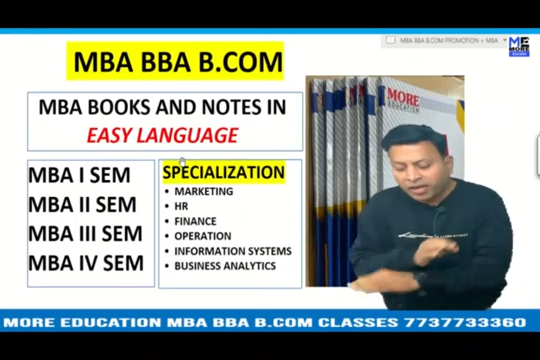 MBA BBA B.COM
MBA BBA B.COM PROMOTION > MBA
ME
MORE
MBA BOOKS AND NOTES IN
EASY LANGUAGE
MORE
EDUCATION
MBA I SEM
MBA II SEM
MBA III SEM
MBA IV SEM
SPECIALIZATION
• MARKETING
• HR
• FINANCE
• OPERATION
• INFORMATION SYSTEMS
• BUSINESS ANALYTICS
MORE EDUCATION MBA BBA B.COM CLASSES 7737733360